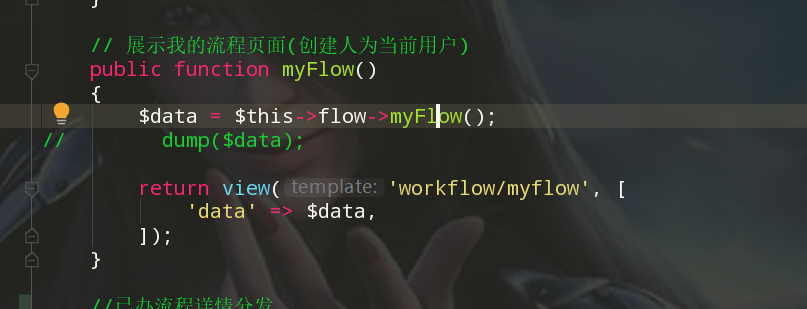 }
// 展示我的流程页面(创建人为当前用户)
public function myFlow()
{
$data = $this->flow->myFlow();
// dump($data);
return view( template: 'workflow/myflow', [
'data' => $data,
]);
}
//已办流程详情分发